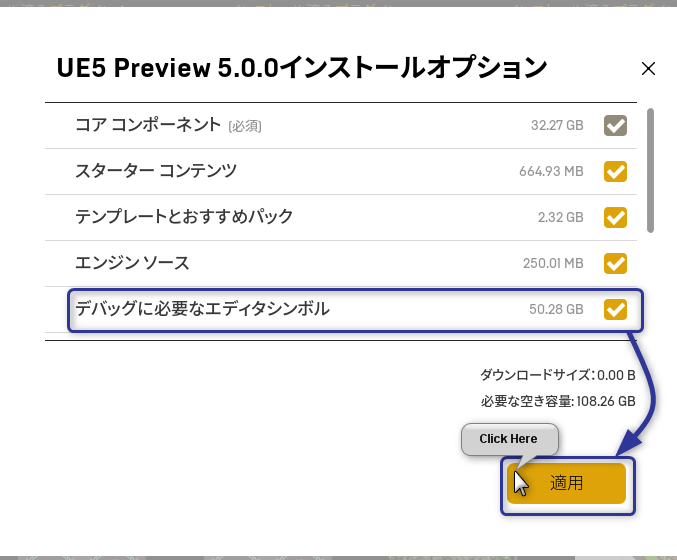 UE5 Preview 5.0.0インストールオプション
コア コンポーネント (必須) 32.27 GB
スターター コンテンツ 664.93 MB
テンプレートとおすすめパック 2.32 GB
エンジン ソース 250.01 MB
デバッグに必要なエディタシンボル 50.28 GB
ダウンロードサイズ:0.00 B
必要な空き容量:108.26 GB
Click Here
適用